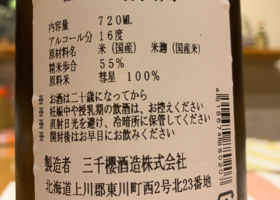 内容量 720ML
アルコール分 16度
原材料名 米(国産) 米麹(国産米)
精米歩合 55%
原料米 彗星 100%
※ お酒は二十歳になってから
※ 妊娠中や授乳期の飲酒は、お控えください
※ 直射日光を避け、冷暗所に保管してください
※ 開封後はお早目にお召し上がりください
製造者 三千櫻酒造株式会社
北海道上川郡東川町西2号北23番地